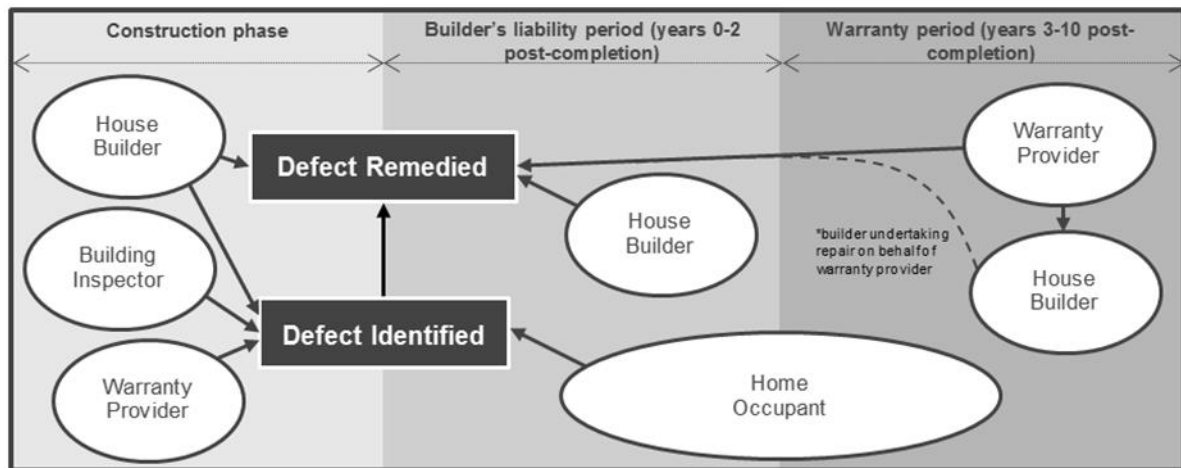 Construction phase
Builder's liability period (years 0-2
post-completion)
Warranty period (years 3-10 post-
completion)
House
Builder
Defect Remedied
Warranty
Provider
House
Builder
Building
Inspector
*builder undertaking
repair on behalf of
warranty provider
House
Builder
Defect Identified
Warranty
Provider
Home
Occupant